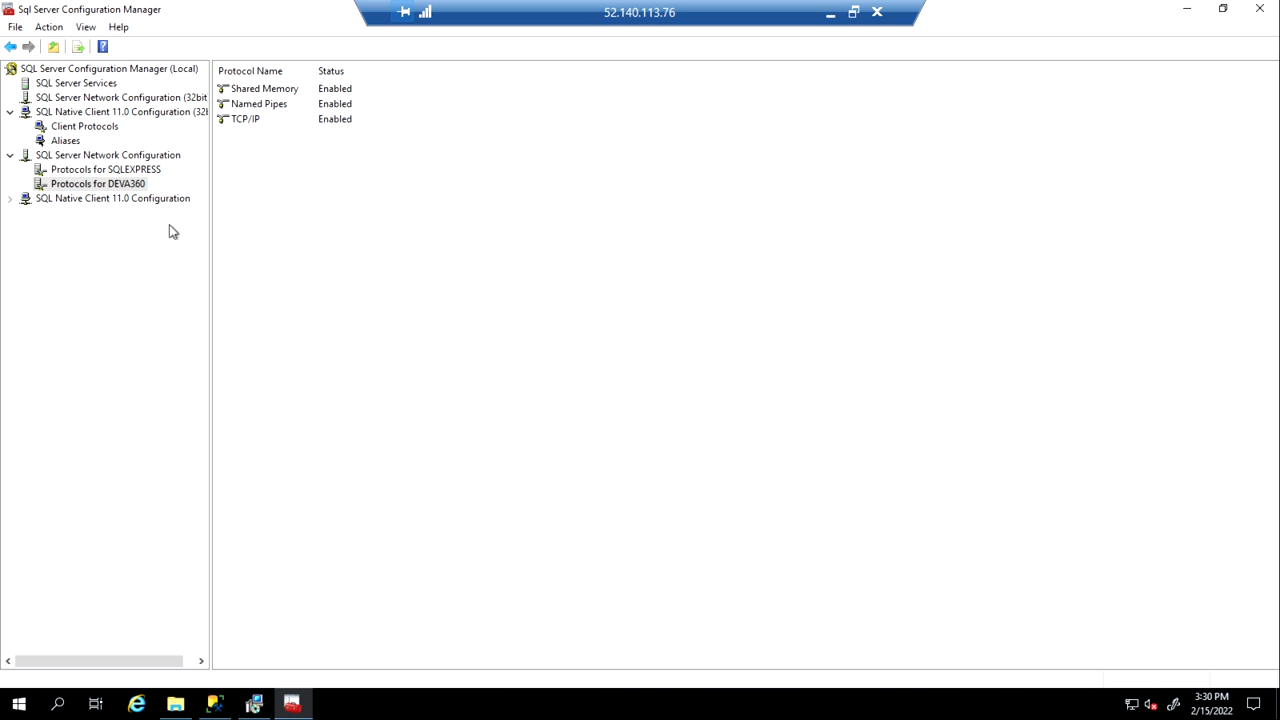 Sql Server Configuration Manager
52.140.113.76
File Action View Help
SQL Server Configuration Manager (Local)
SQL Server Services
SQL Server Network Configuration (32bit
SQL Native Client 11.0 Configuration (32b
Client Protocols
Aliases
SQL Server Network Configuration
Protocols for SQLEXPRESS
Protocols for DEVA360
SQL Native Client 11.0 Configuration
Protocol Name Status
Shared Memory Enabled
Named Pipes Enabled
TCP/IP Enabled
3:30 PM
2/15/2022